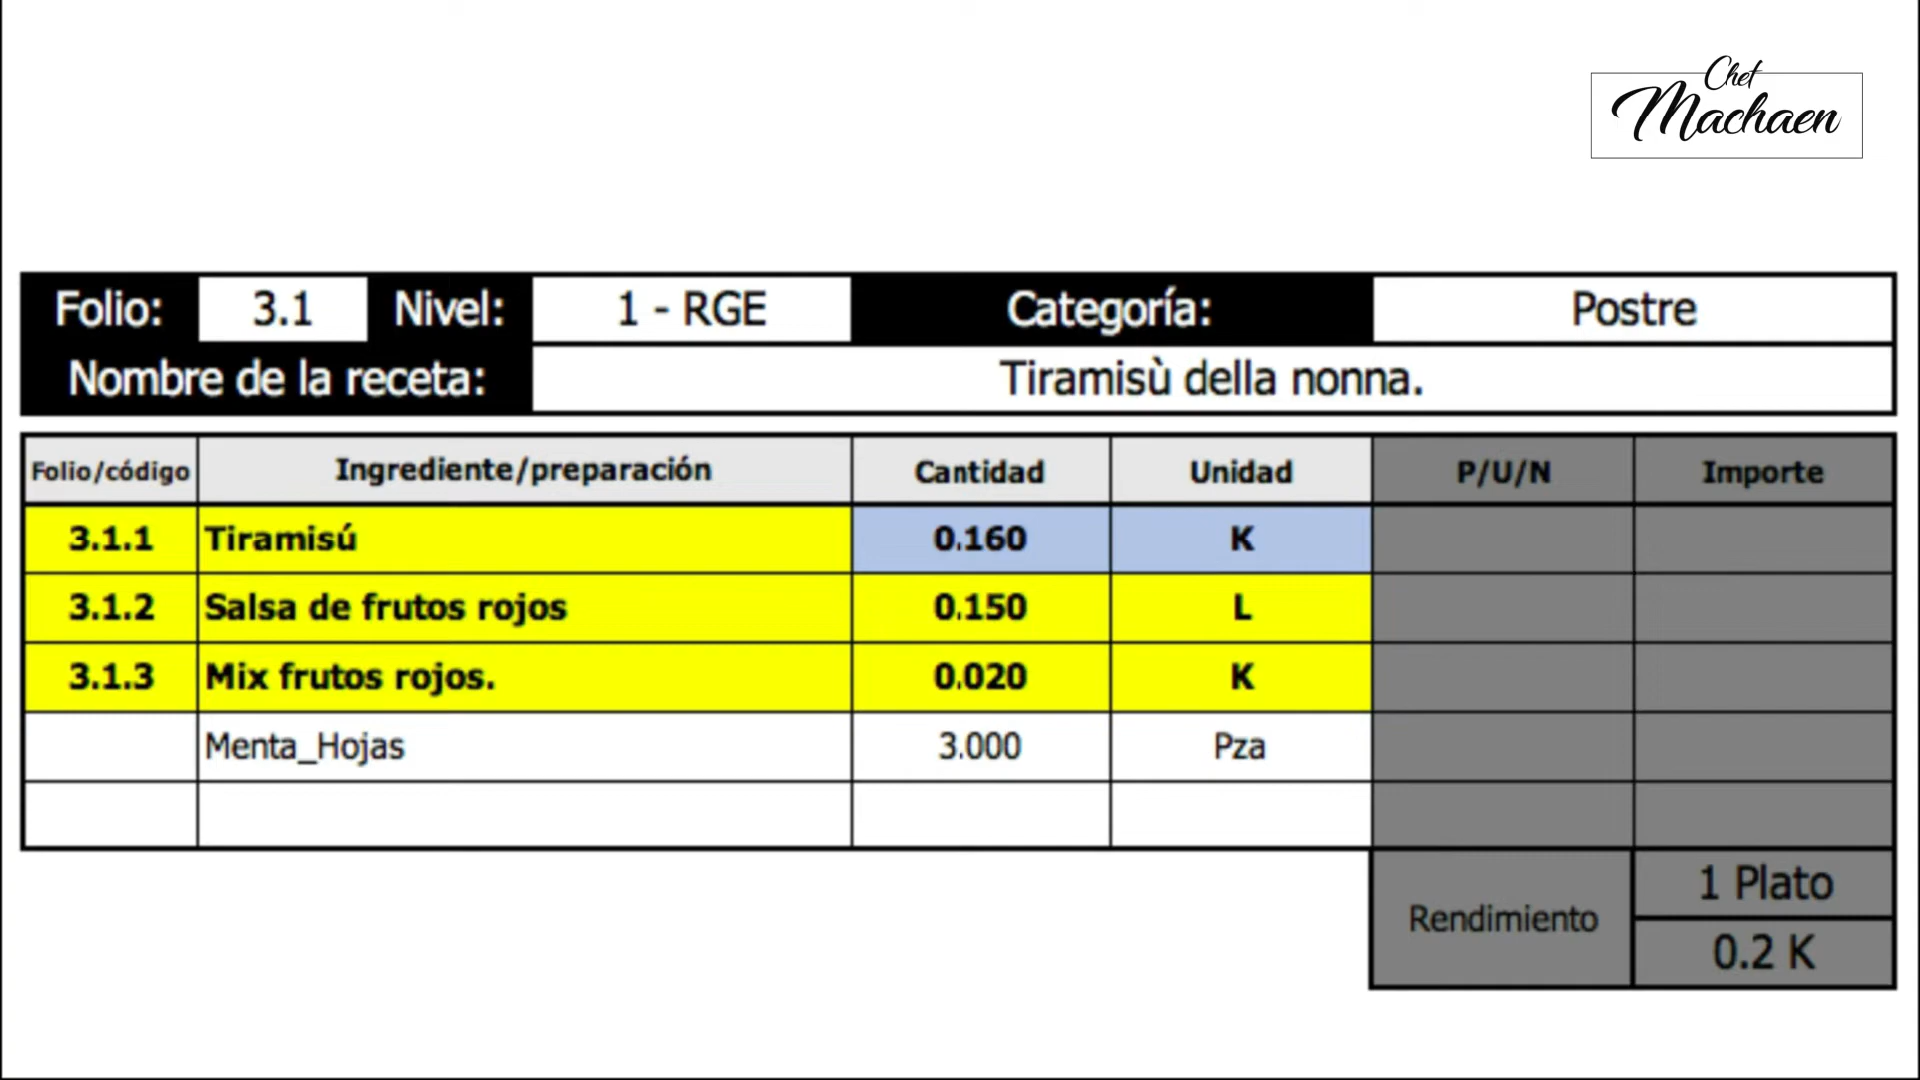 Chef
Machaen
Folio: 3.1 Nivel: 1 - RGE Categoría: Postre
Nombre de la receta: Tiramisù della nonna.
Folio/código Ingrediente/preparación Cantidad Unidad P/U/N Importe
3.1.1 Tiramisú 0.160 K
3.1.2 Salsa de frutos rojos 0.150 L
3.1.3 Mix frutos rojos. 0.020 K
Menta_Hojas 3.000 Pza
Rendimiento 1 Plato
0.2 K